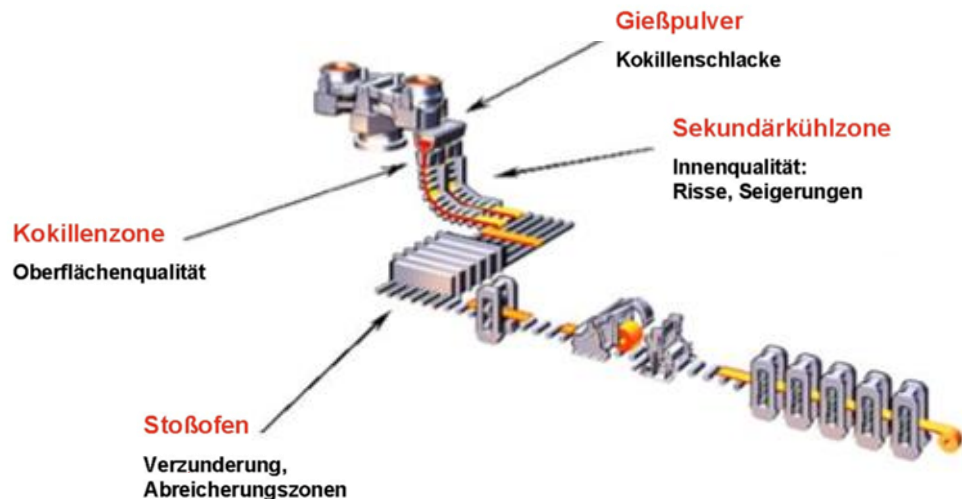 Gießpulver
Kokillenschlacke
Sekundärkühlzone
Innenqualität:
Risse, Seigerungen
Kokillenzone
Oberflächenqualität
Stoßofen
Verzunderung,
Abreicherungszonen